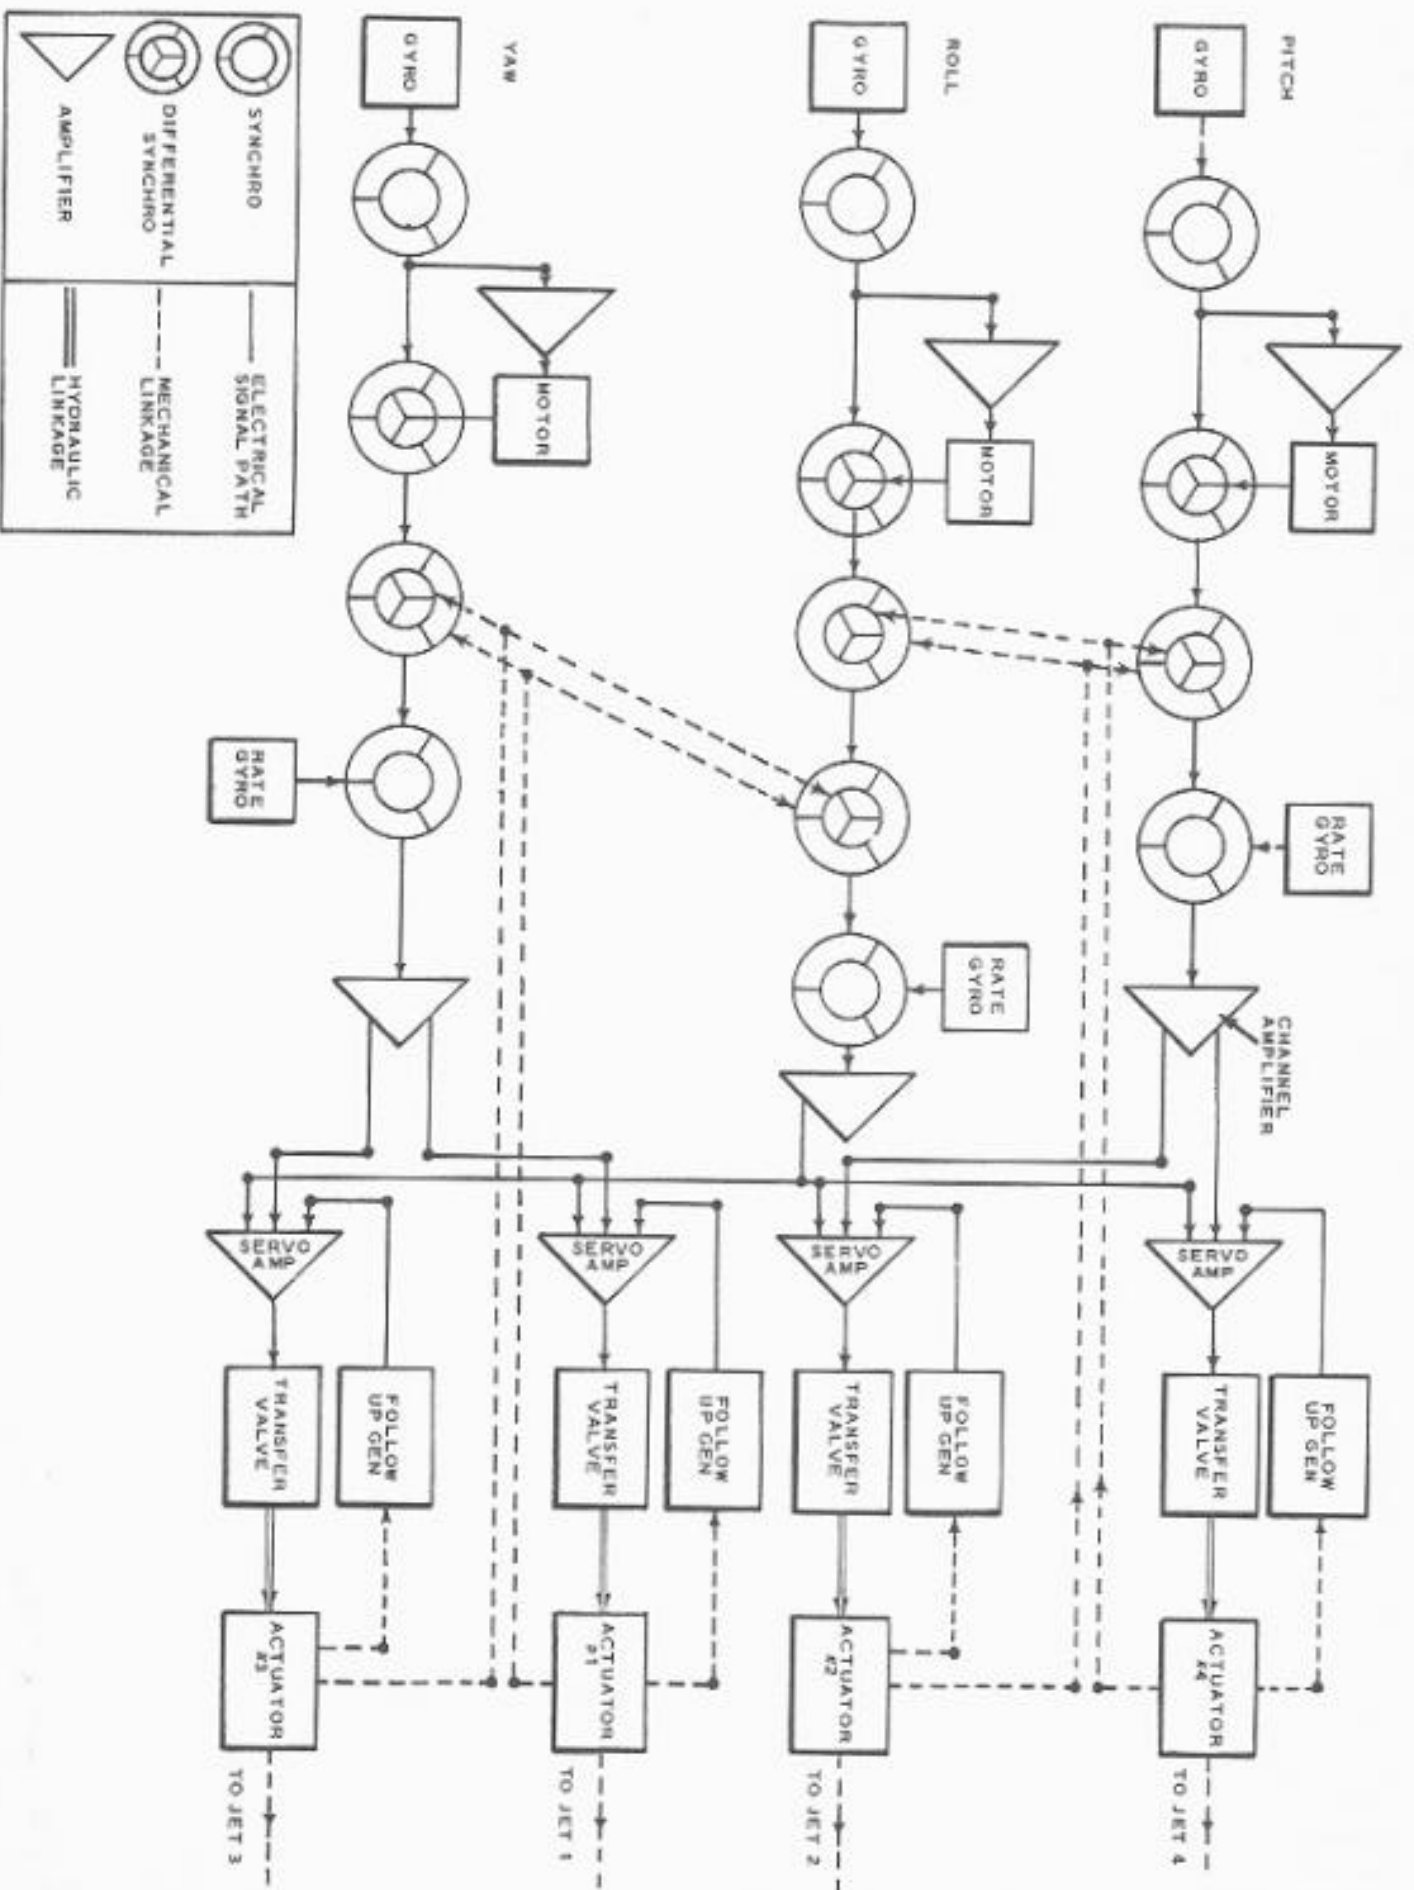 PITCH
GYRO
MOTOR
RATE
GYRO
CHANNEL
AMPLIFIER
SERVO
AMP
FOLLOW
UP GEN
TRANSFER
VALVE
ACTUATOR
#4
TO JET 4
ROLL
GYRO
MOTOR
RATE
GYRO
SERVO
AMP
FOLLOW
UP GEN
TRANSFER
VALVE
ACTUATOR
#2
TO JET 2
YAW
GYRO
MOTOR
RATE
GYRO
SERVO
AMP
FOLLOW
UP GEN
TRANSFER
VALVE
ACTUATOR
#1
TO JET 1
SERVO
AMP
FOLLOW
UP GEN
TRANSFER
VALVE
ACTUATOR
#3
TO JET 3
SYNCHRO
DIFFERENTIAL
SYNCHRO
AMPLIFIER
ELECTRICAL
SIGNAL PATH
MECHANICAL
LINKAGE
HYDRAULIC
LINKAGE